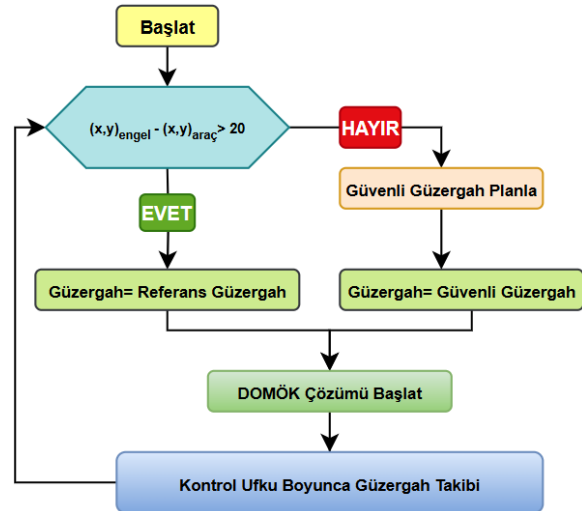 Başlat
(x,y)engel - (x,y)araç> 20
HAYIR
Güvenli Güzergah Planla
EVET
Güzergah= Referans Güzergah
Güzergah= Güvenli Güzergah
DOMÖK Çözümü Başlat
Kontrol Ufku Boyunca Güzergah Takibi